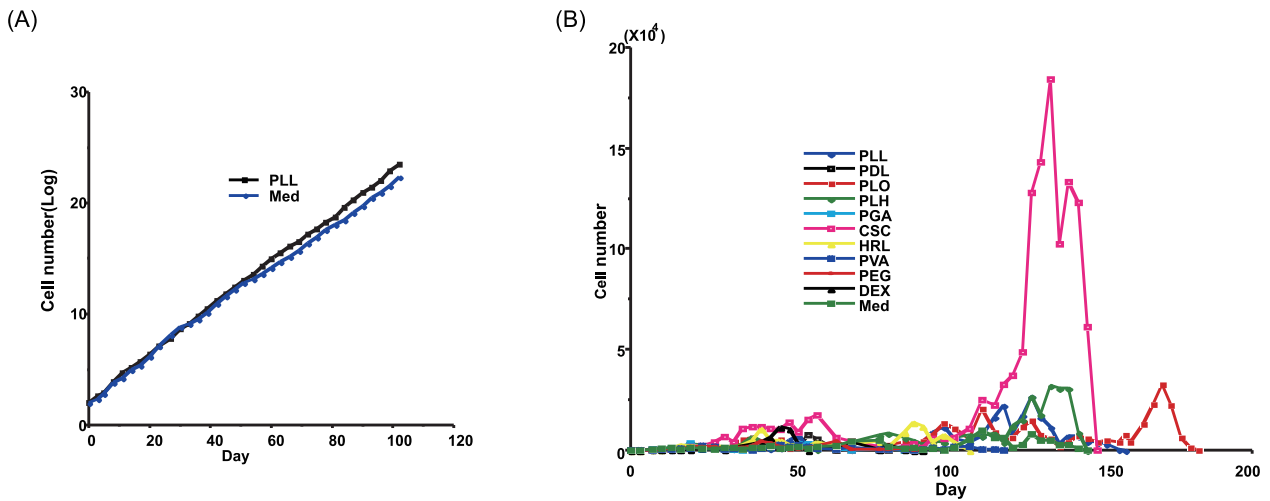 (A)
(B)
30
20
10
0
Cell number(Log)
PLL
Med
0 20 40 60 80 100 120
Day
(X10⁴)
20
15
10
5
0
Cell number
PLL
PDL
PLO
PLH
PGA
CSC
HRL
PVA
PEG
DEX
Med
0 50 100 150 200
Day